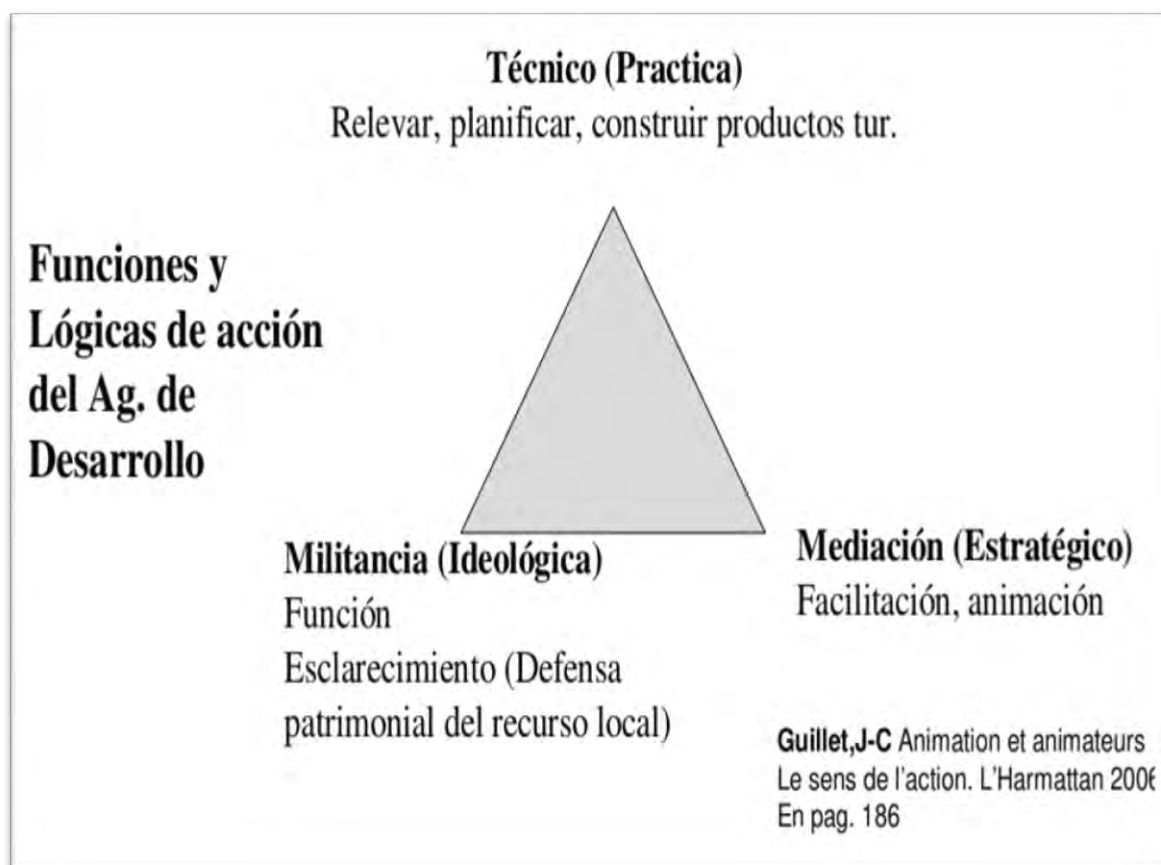 Técnico (Practica)
Relevar, planificar, construir productos tur.
Funciones y
Lógicas de acción
del Ag. de
Desarrollo
Militancia (Ideológica)
Función
Esclarecimiento (Defensa
patrimonial del recurso local)
Mediación (Estratégico)
Facilitación, animación
Guillet,J-C Animation et animateurs
Le sens de l'action. L'Harmattan 2006
En pag. 186